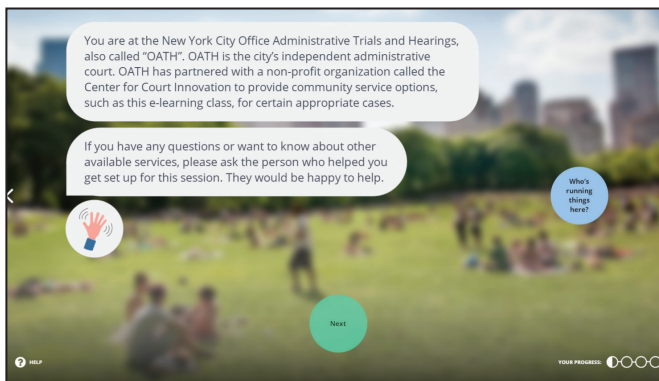 You are at the New York City Office Administrative Trials and Hearings,
also called “OATH”. OATH is the city’s independent administrative
court. OATH has partnered with a non-profit organization called the
Center for Court Innovation to provide community service options,
such as this e-learning class, for certain appropriate cases.
If you have any questions or want to know about other
available services, please ask the person who helped you
get set up for this session. They would be happy to help.
Who’s
running
things
here?
Next
? HELP
YOUR PROGRESS: